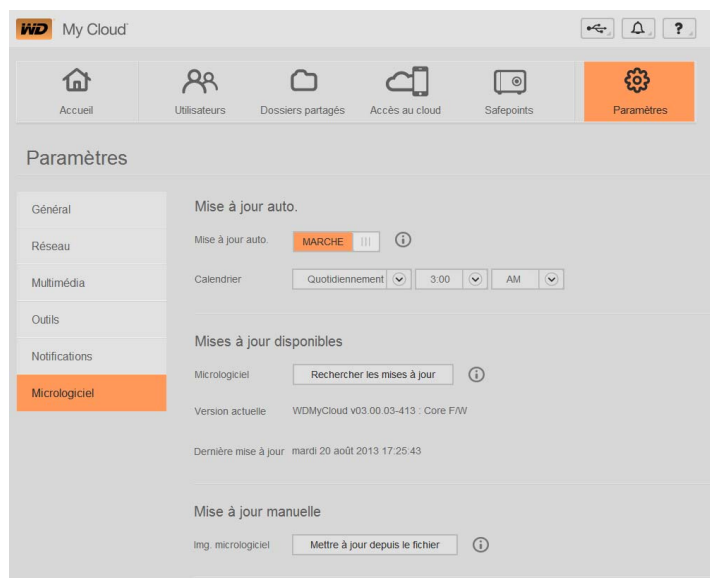 WD My Cloud
?
Accueil
Utilisateurs
Dossiers partagés
Accès au cloud
Safepoints
Paramètres
Paramètres
Général
Réseau
Multimédia
Outils
Notifications
Micrologiciel
Mise à jour auto.
Mise à jour auto. MARCHE
Calendrier Quotidiennement 3:00 AM
Mises à jour disponibles
Micrologiciel Rechercher les mises à jour
Version actuelle WDMyCloud v03.00.03-413 : Core F/W
Dernière mise à jour mardi 20 août 2013 17:25:43
Mise à jour manuelle
Img. micrologiciel Mettre à jour depuis le fichier